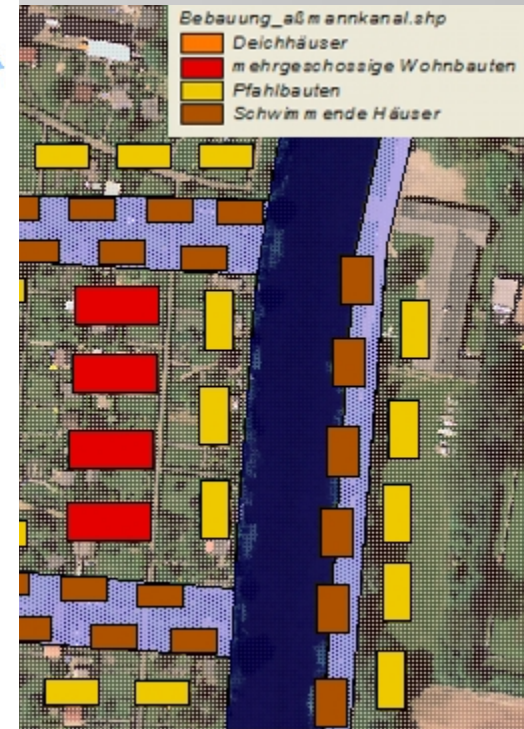 Bebauung_aßmannkanal.shp
Deichhäuser
mehrgeschossige Wohnbauten
Pfahlbauten
Schwimmende Häuser